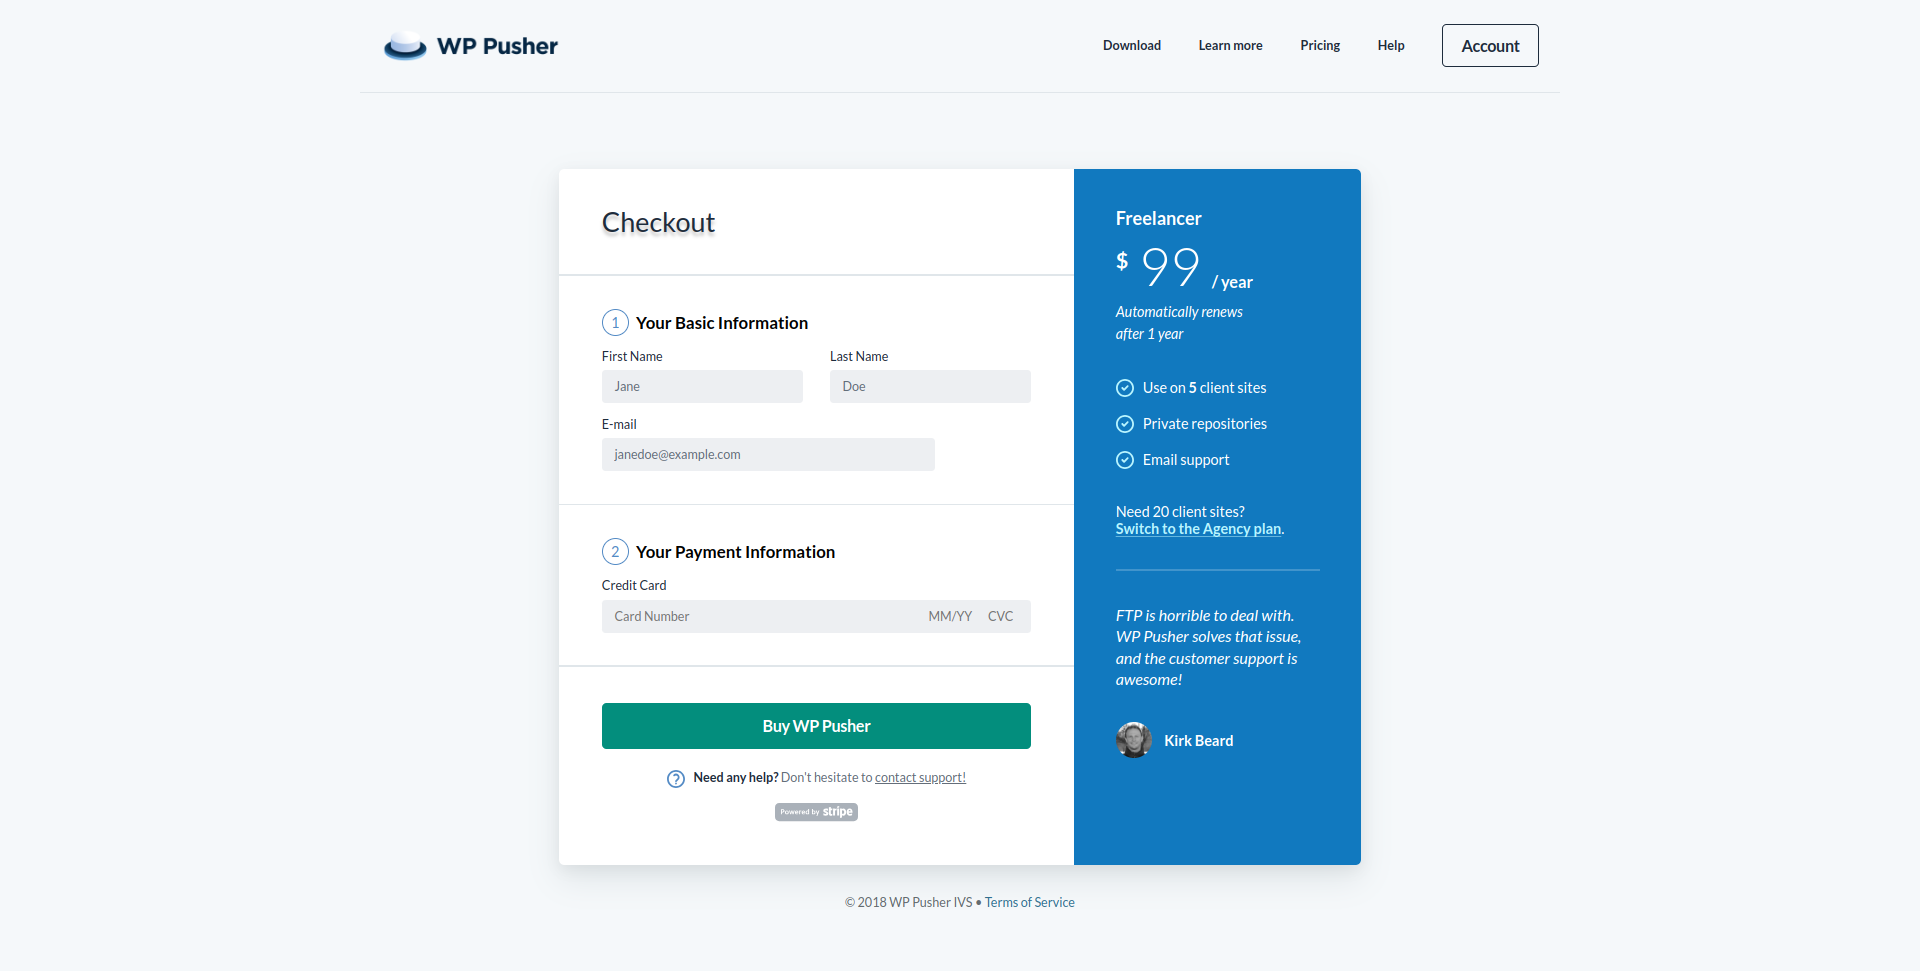 WP Pusher
Download
Learn more
Pricing
Help
Account
Checkout
1 Your Basic Information
First Name
Last Name
Jane
Doe
E-mail
janedoe@example.com
2 Your Payment Information
Credit Card
Card Number MM/YY CVC
Buy WP Pusher
Need any help? Don't hesitate to contact support!
Powered by stripe
Freelancer
$ 99 / year
Automatically renews
after 1 year
Use on 5 client sites
Private repositories
Email support
Need 20 client sites?
Switch to the Agency plan.
FTP is horrible to deal with.
WP Pusher solves that issue,
and the customer support is
awesome!
Kirk Beard
© 2018 WP Pusher IVS • Terms of Service